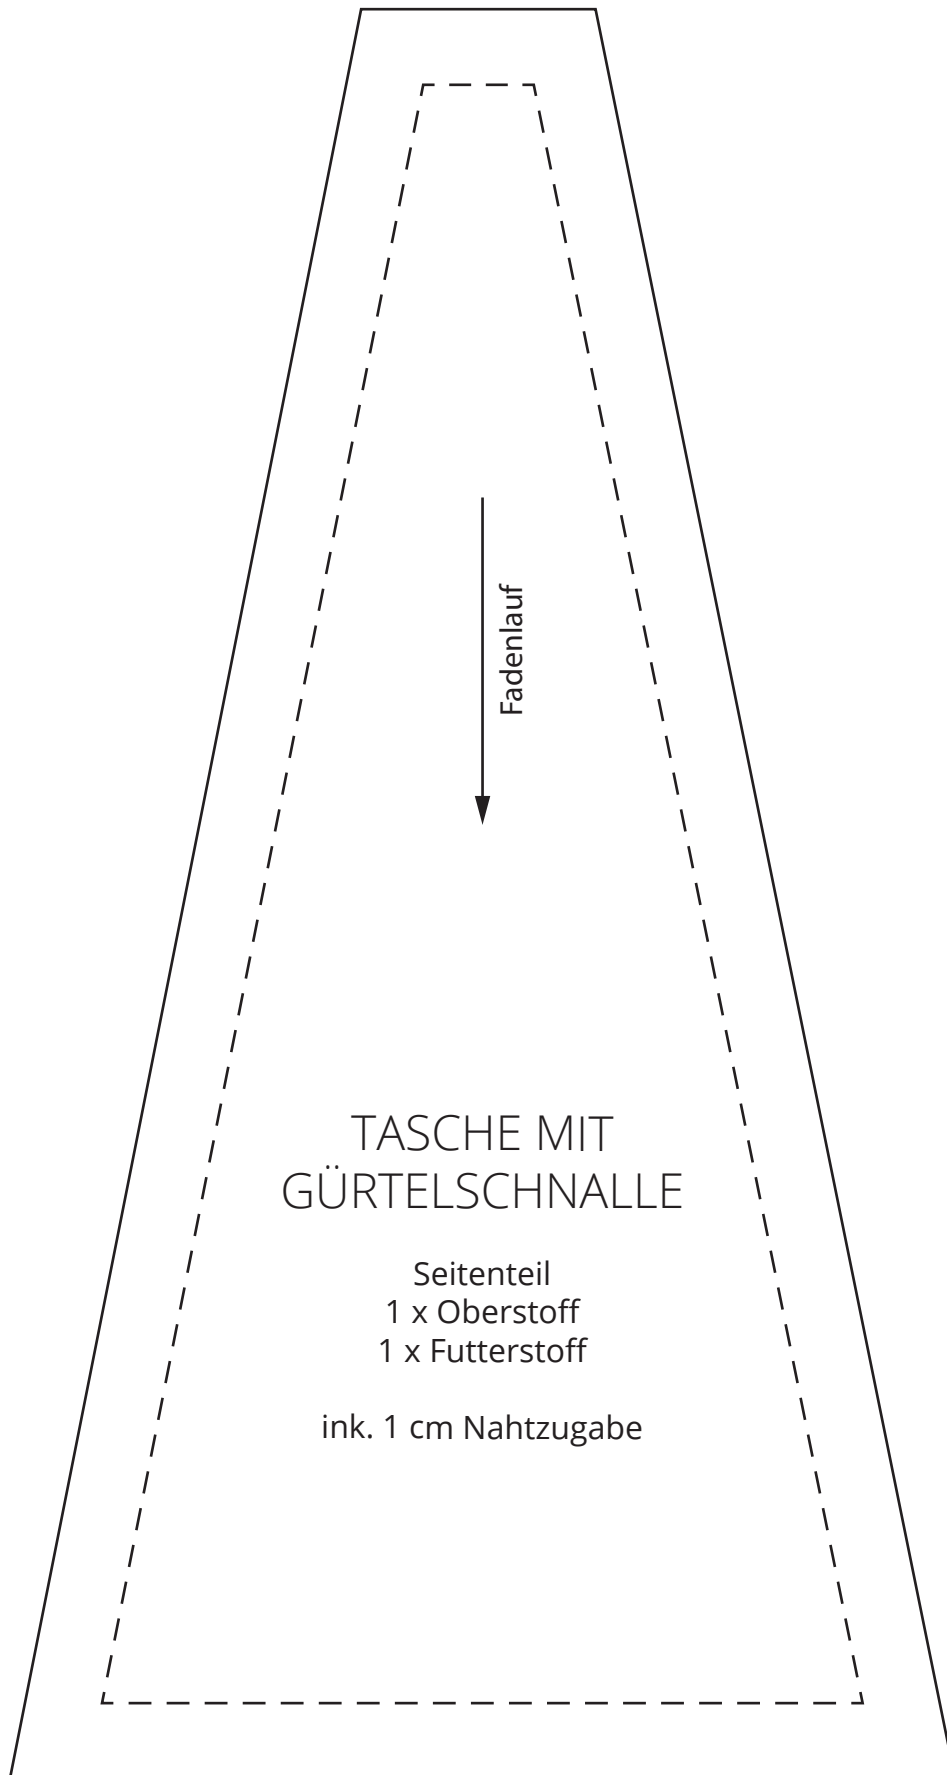 Fadenlauf
TASCHE MIT
GÜRTELSCHNALLE
Seitenteil
1 x Oberstoff
1 x Futterstoff
ink. 1 cm Nahtzugabe